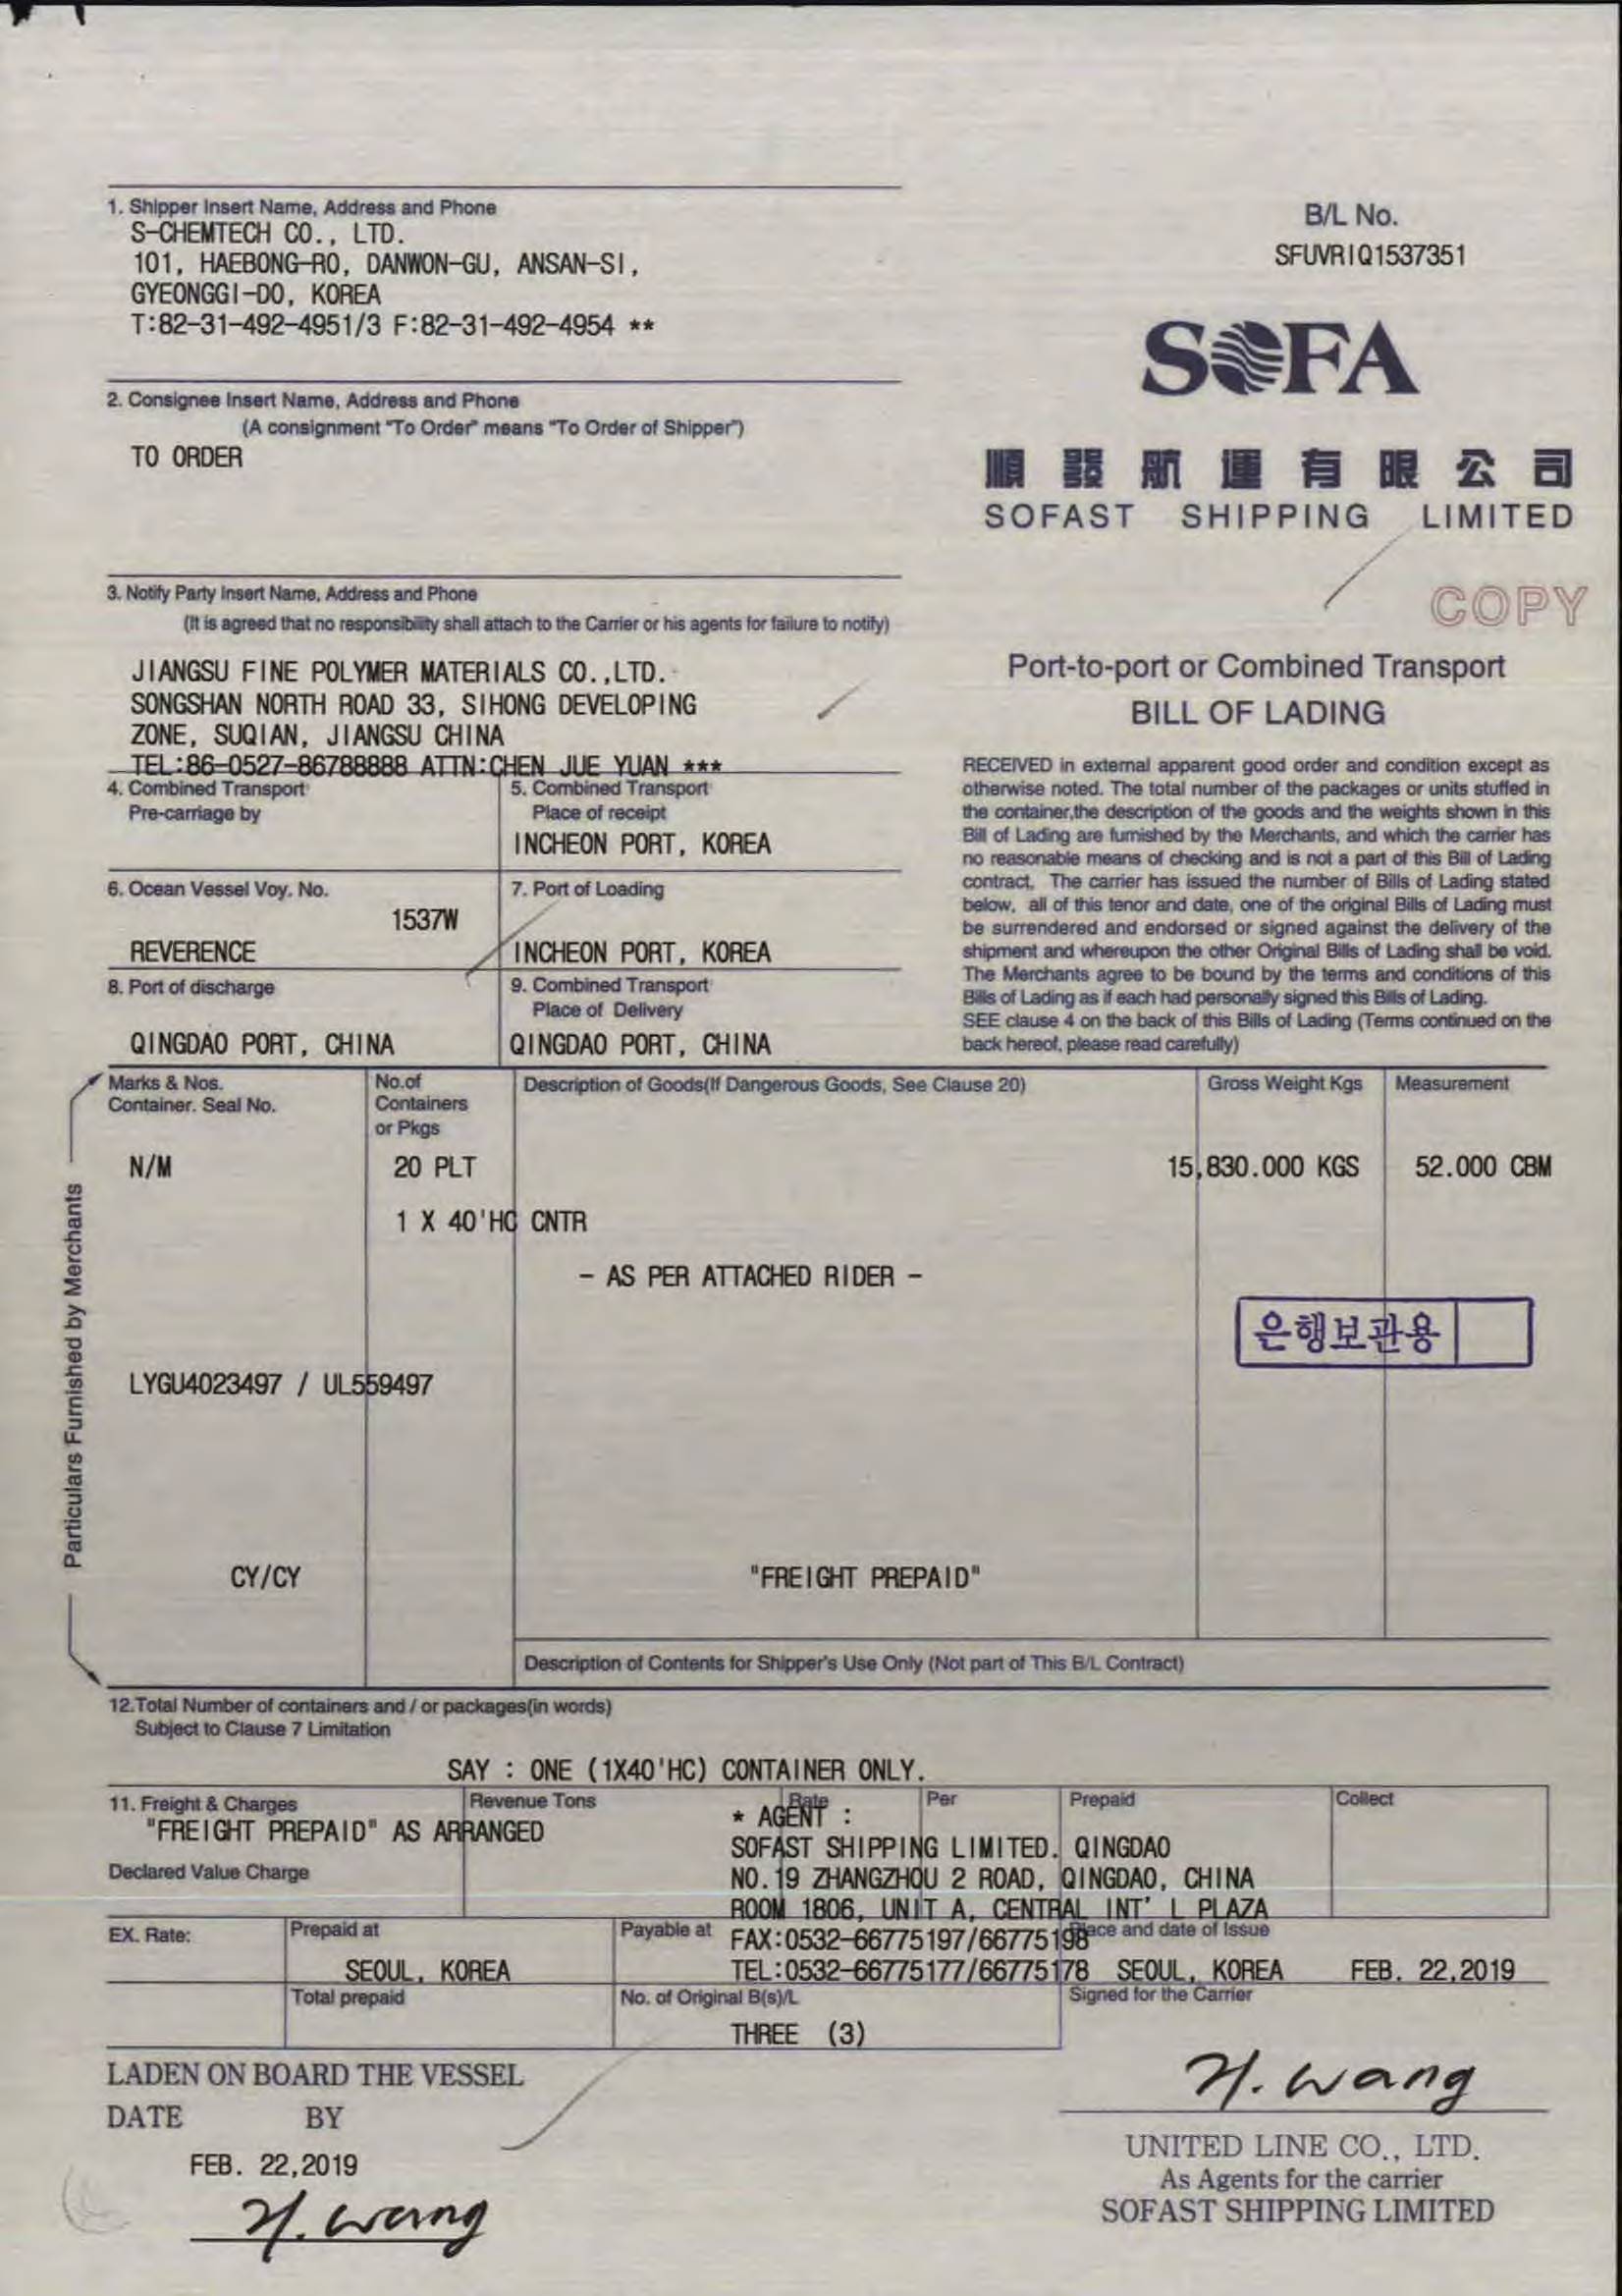 1. Shipper Insert Name, Address and Phone
S-CHEMTECH CO., LTD.
101, HAEBONG-RO, DANWON-GU, ANSAN-SI,
GYEONGGI-DO, KOREA
T:82-31-492-4951/3 F:82-31-492-4954 **
B/L No.
SFUVRIQ1537351
SOFA
順發航運有限公司
SOFAST SHIPPING LIMITED
COPY
2. Consignee Insert Name, Address and Phone
(A consignment "To Order" means "To Order of Shipper")
TO ORDER
3. Notify Party Insert Name, Address and Phone
(It is agreed that no responsibility shall attach to the Carrier or his agents for failure to notify)
JIANGSU FINE POLYMER MATERIALS CO.,LTD.
SONGSHAN NORTH ROAD 33, SIHONG DEVELOPING
ZONE, SUQIAN, JIANGSU CHINA
TEL:86-0527-86788888 ATTN:CHEN JUE YUAN ***
Port-to-port or Combined Transport
BILL OF LADING
RECEIVED in external apparent good order and condition except as
otherwise noted. The total number of the packages or units stuffed in
the container,the description of the goods and the weights shown in this
Bill of Lading are furnished by the Merchants, and which the carrier has
no reasonable means of checking and is not a part of this Bill of Lading
contract. The carrier has issued the number of Bills of Lading stated
below, all of this tenor and date, one of the original Bills of Lading must
be surrendered and endorsed or signed against the delivery of the
shipment and whereupon the other Original Bills of Lading shall be void.
The Merchants agree to be bound by the terms and conditions of this
Bills of Lading as if each had personally signed this Bills of Lading.
SEE clause 4 on the back of this Bills of Lading (Terms continued on the
back hereof, please read carefully)
4. Combined Transport
Pre-carriage by
5. Combined Transport
Place of receipt
INCHEON PORT, KOREA
6. Ocean Vessel Voy. No.
1537W
REVERENCE
7. Port of Loading
INCHEON PORT, KOREA
8. Port of discharge
QINGDAO PORT, CHINA
9. Combined Transport
Place of Delivery
QINGDAO PORT, CHINA
Particulars Furnished by Merchants
Marks & Nos.
Container. Seal No.
No.of
Containers
or Pkgs
Description of Goods(If Dangerous Goods, See Clause 20)
Gross Weight Kgs
Measurement
N/M
20 PLT
15,830.000 KGS
52.000 CBM
1 X 40'HC CNTR
- AS PER ATTACHED RIDER -
은행보관용
LYGU4023497 / UL559497
CY/CY
"FREIGHT PREPAID"
Description of Contents for Shipper's Use Only (Not part of This B/L Contract)
12.Total Number of containers and / or packages(in words)
Subject to Clause 7 Limitation
SAY : ONE (1X40'HC) CONTAINER ONLY.
11. Freight & Charges
Revenue Tons
Rate
Per
Prepaid
Collect
"FREIGHT PREPAID" AS ARRANGED
Declared Value Charge
* AGENT :
SOFAST SHIPPING LIMITED. QINGDAO
NO.19 ZHANGZHOU 2 ROAD, QINGDAO, CHINA
ROOM 1806, UNIT A, CENTRAL INT' L PLAZA
FAX:0532-66775197/66775198
TEL:0532-66775177/66775178
EX. Rate:
Prepaid at
SEOUL, KOREA
Payable at
Place and date of Issue
SEOUL, KOREA FEB. 22,2019
Total prepaid
No. of Original B(s)/L
THREE (3)
Signed for the Carrier
LADEN ON BOARD THE VESSEL
DATE BY
FEB. 22,2019
H. Wang
H. Wang
UNITED LINE CO., LTD.
As Agents for the carrier
SOFAST SHIPPING LIMITED